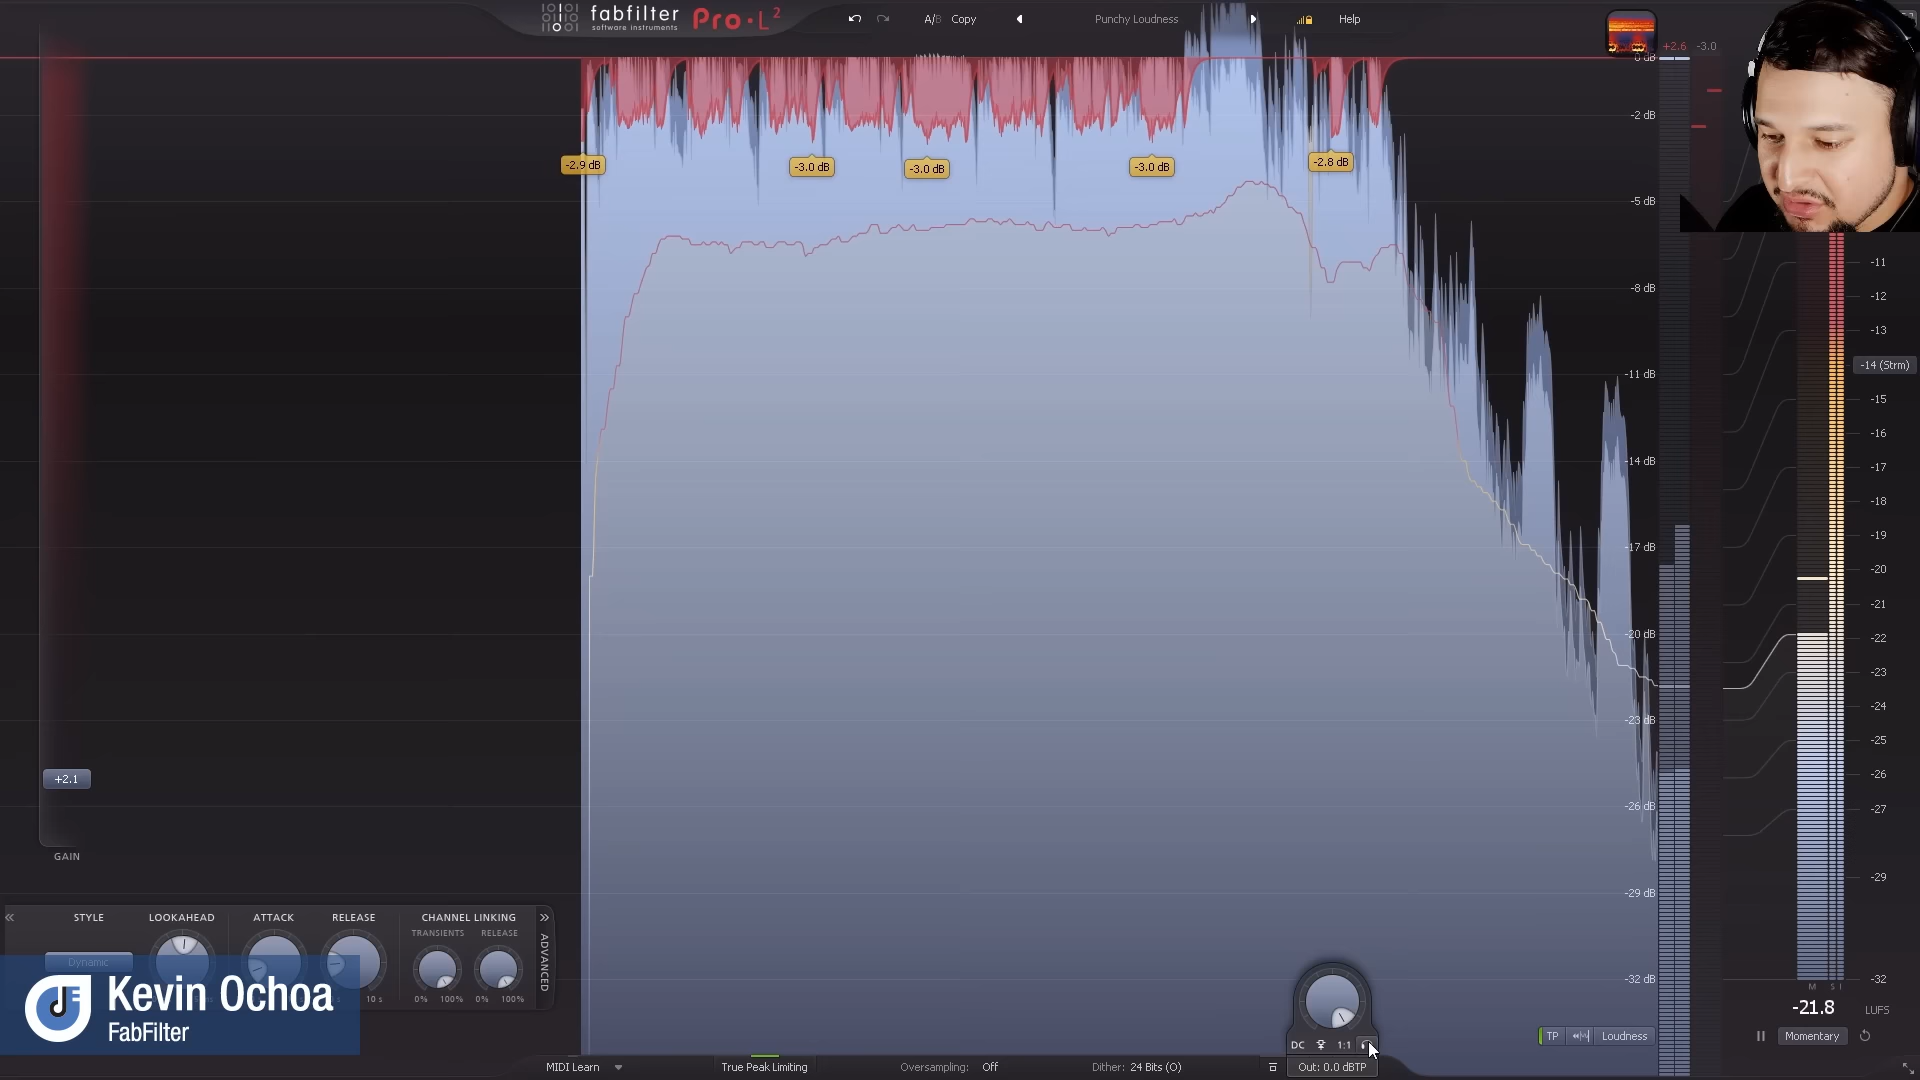 fabfilter
software instruments
Pro·L²
A/B
Copy
Punchy Loudness
Help
+2.6
-3.0
0 dB
-2 dB
-5 dB
-8 dB
-11 dB
-14 dB
-17 dB
-20 dB
-23 dB
-26 dB
-29 dB
-32 dB
-2.9 dB
-3.0 dB
-3.0 dB
-3.0 dB
-2.8 dB
-11
-12
-13
-14 (Strm)
-15
-16
-17
-18
-19
-20
-21
-22
-23
-24
-25
-26
-27
-29
-32
M
S
I
-21.8
LUFS
Momentary
+2.1
GAIN
STYLE
LOOKAHEAD
ATTACK
RELEASE
CHANNEL LINKING
TRANSIENTS
RELEASE
Dynamic
10 s
0%
100%
0%
100%
ADVANCED
Kevin Ochoa
FabFilter
DC
1:1
TP
Loudness
MIDI Learn
True Peak Limiting
Oversampling:
Off
Dither:
24 Bits (O)
Out: 0.0 dBTP